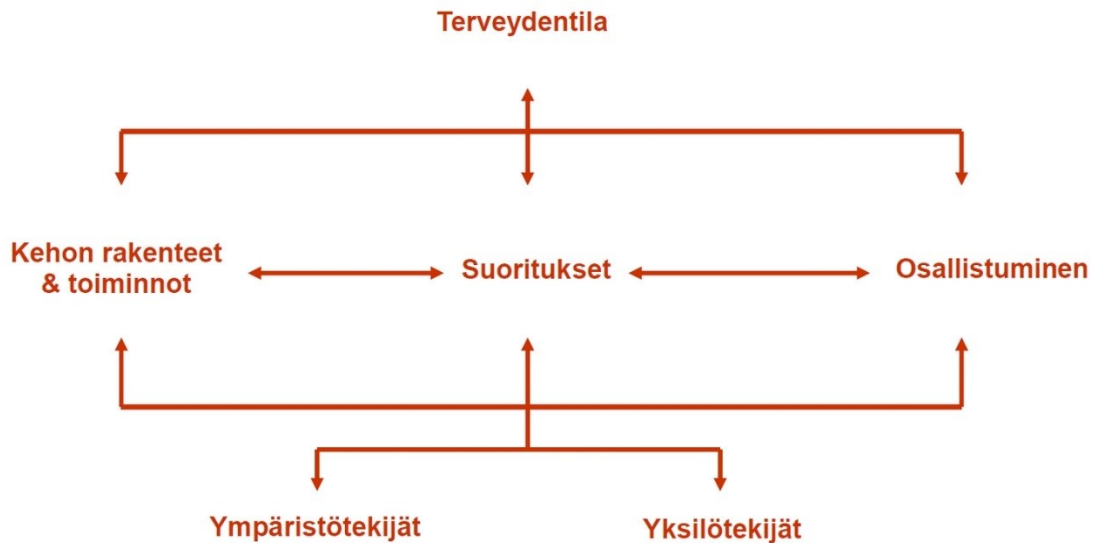 Terveydentila
Kehon rakenteet
& toiminnot
Suoritukset
Osallistuminen
Ympäristötekijät
Yksilötekijät